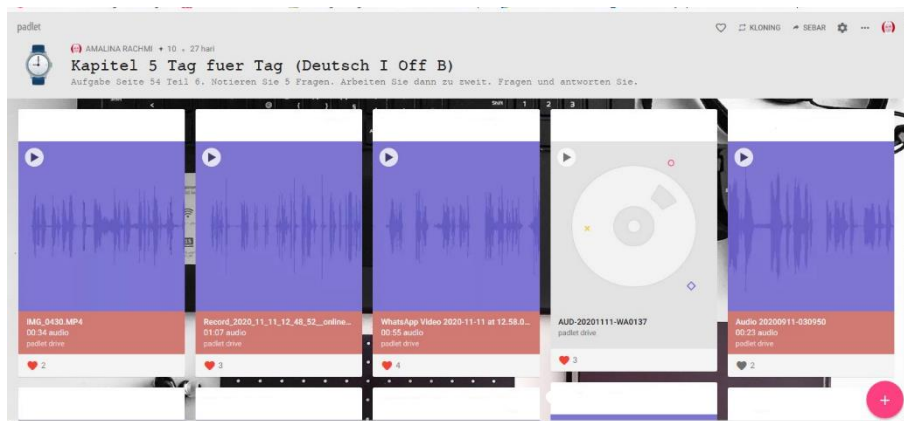 padlet
KLONING
SEBAR
AMALINA RACHMI + 10 . 27 hari
Kapitel 5 Tag fuer Tag (Deutsch I Off B)
Aufgabe Seite 54 Teil 6. Notieren Sie 5 Fragen. Arbeiten Sie dann zu zweit. Fragen und antworten Sie.
IMG_0430.MP4
00:34 audio
padlet drive
2
Record_2020_11_11_12_48_52__online...
01:07 audio
padlet drive
3
WhatsApp Video 2020-11-11 at 12.58.0...
00:55 audio
padlet drive
4
AUD-20201111-WA0137
padlet drive
3
Audio 20200911-030950
00:23 audio
padlet drive
2